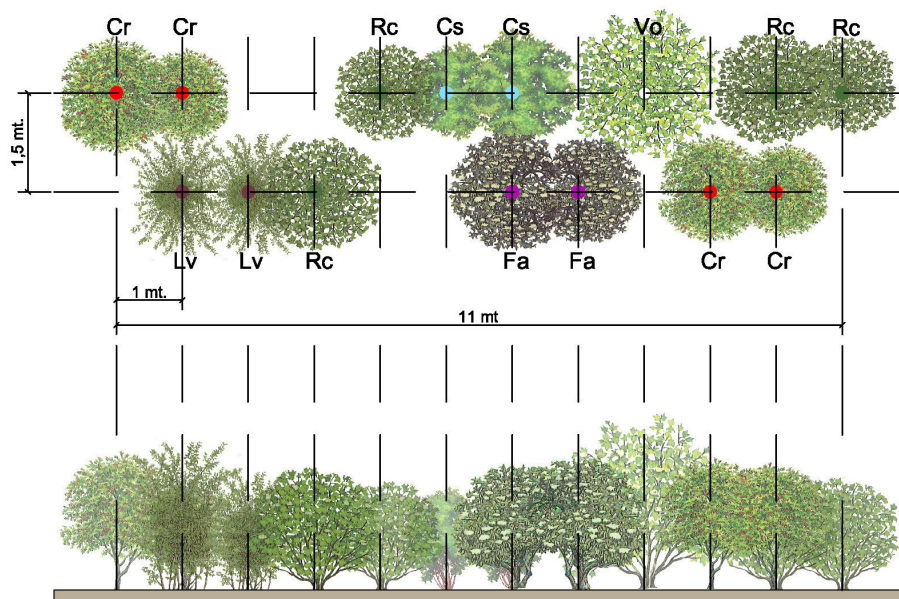 Cr Cr Rc Cs Cs Vo Rc Rc
1,5 mt.
Lv Lv Rc Fa Fa Cr Cr
1 mt.
11 mt